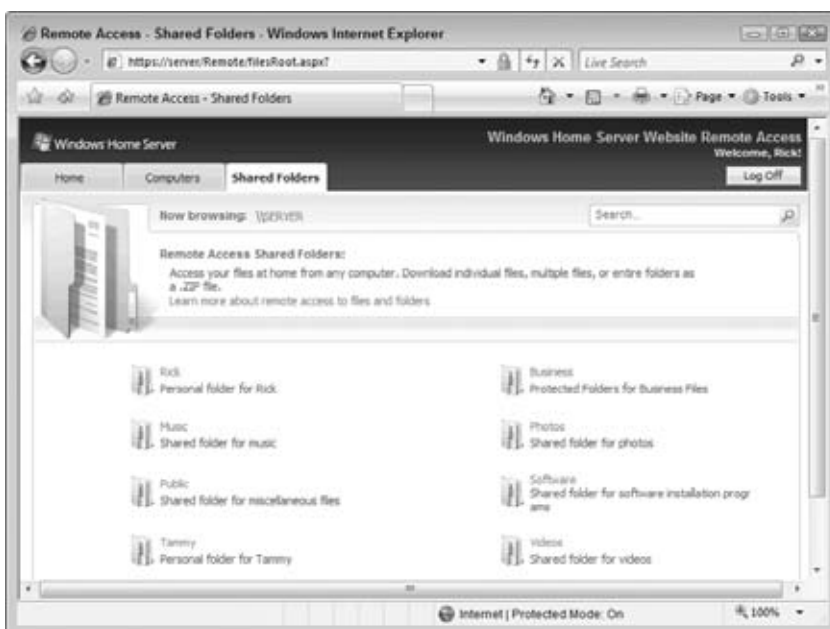 Remote Access - Shared Folders - Windows Internet Explorer
https://server/Remote/filesRoot.aspx?
Live Search
Remote Access - Shared Folders
Page
Tools
Windows Home Server
Windows Home Server Website Remote Access
Welcome, Rick!
Home
Computers
Shared Folders
Log Off
Now browsing: \\SERVER
Search...
Remote Access Shared Folders:
Access your files at home from any computer. Download individual files, multiple files, or entire folders as
a .ZIP file.
Learn more about remote access to files and folders
Rick
Personal folder for Rick
Business
Protected Folders for Business Files
Music
Shared folder for music
Photos
Shared folder for photos
Public
Shared folder for miscellaneous files
Software
Shared folder for software installation progr
ams
Tammy
Personal folder for Tammy
Videos
Shared folder for videos
Internet | Protected Mode: On
100%